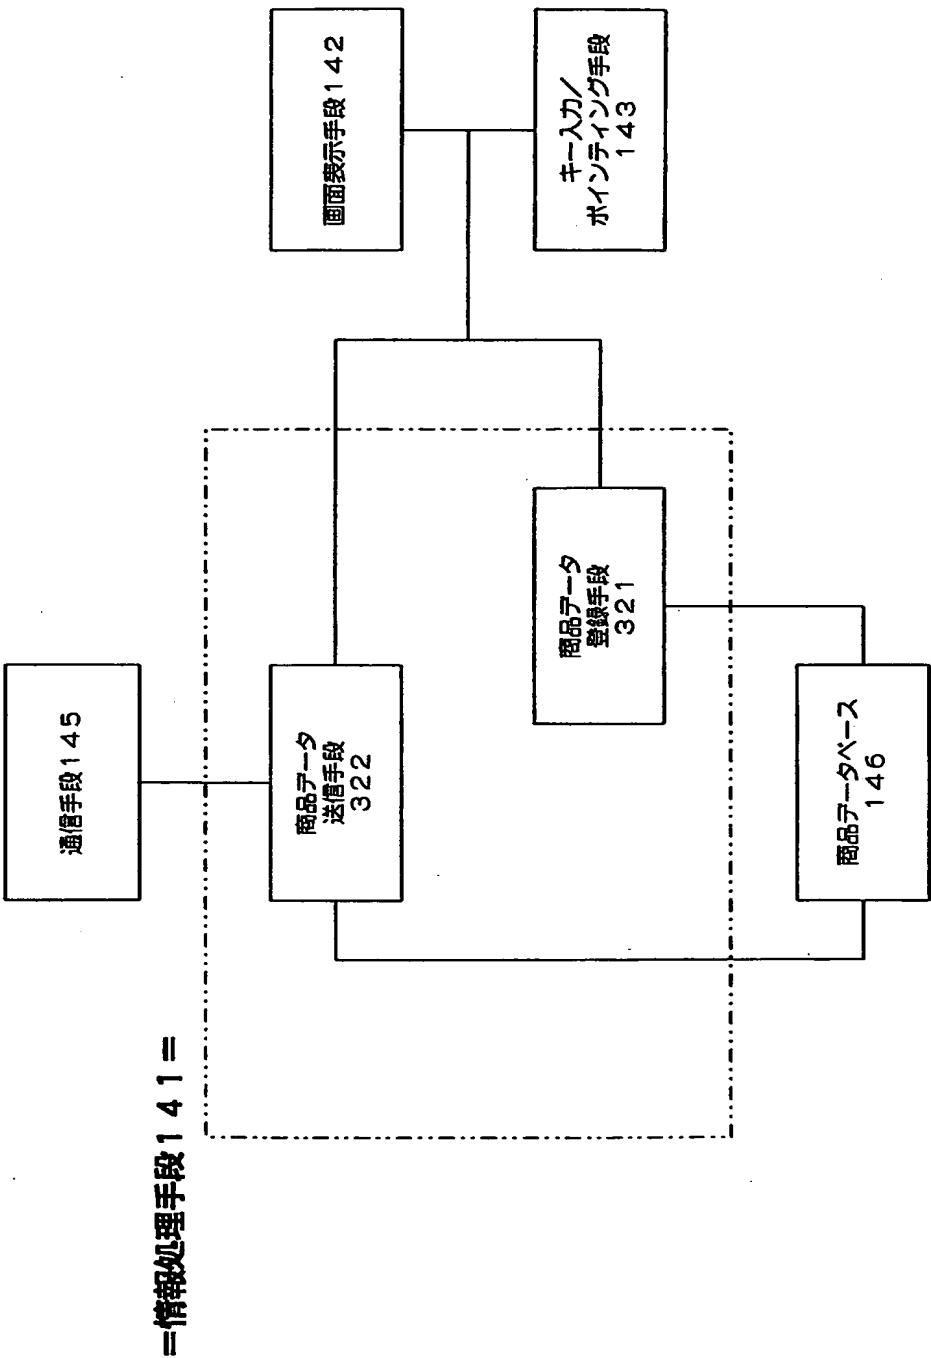 =情報処理手段141=
通信手段145
商品データ
送信手段
322
画面表示手段142
商品データ
登録手段
321
キー入力／
ポインティング手段
143
商品データベース
146